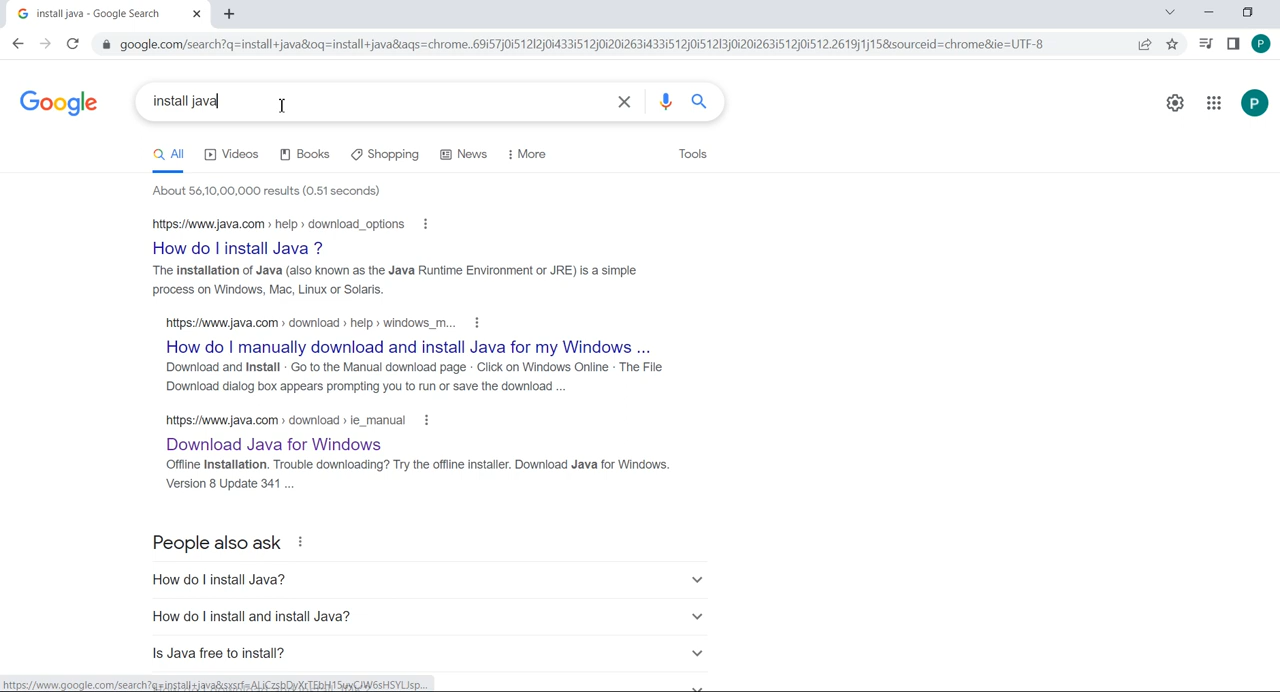 install java - Google Search
google.com/search?q=install+java&oq=install+java&aqs=chrome..69i57j0i512l2j0i433i512j0i20i263i433i512j0i512l3j0i20i263i512j0i512.2619j1j15&sourceid=chrome&ie=UTF-8
P
Google
install java
P
All Videos Books Shopping News More Tools
About 56,10,00,000 results (0.51 seconds)
https://www.java.com › help › download_options
How do I install Java ?
The installation of Java (also known as the Java Runtime Environment or JRE) is a simple
process on Windows, Mac, Linux or Solaris.
https://www.java.com › download › help › windows_m...
How do I manually download and install Java for my Windows ...
Download and Install · Go to the Manual download page · Click on Windows Online · The File
Download dialog box appears prompting you to run or save the download ...
https://www.java.com › download › ie_manual
Download Java for Windows
Offline Installation. Trouble downloading? Try the offline installer. Download Java for Windows.
Version 8 Update 341 ...
People also ask
How do I install Java?
How do I install and install Java?
Is Java free to install?